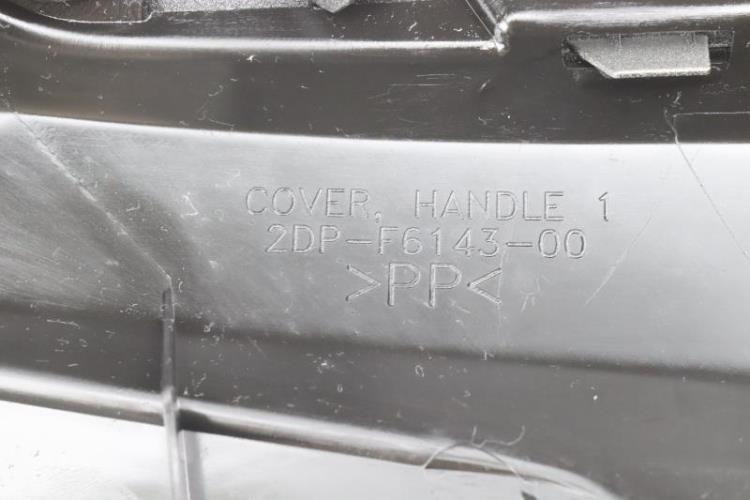 COVER, HANDLE 1
2DP-F6143-00
>PP<